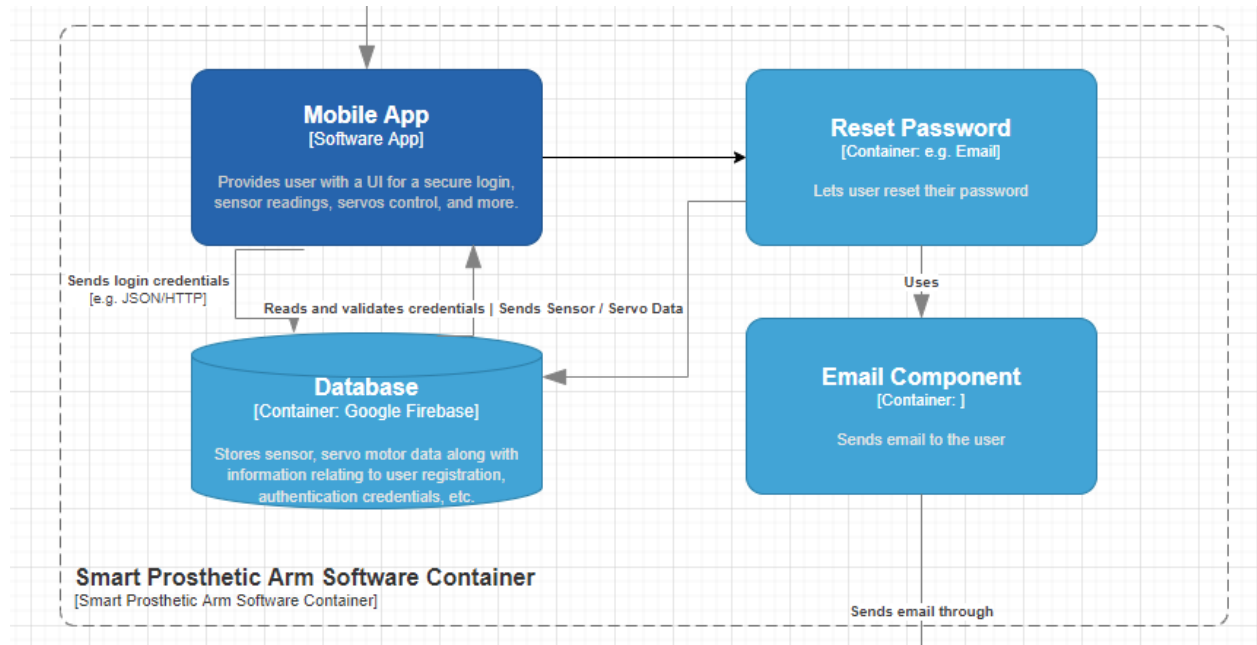 Mobile App
[Software App]
Provides user with a UI for a secure login,
sensor readings, servos control, and more.
Reset Password
[Container: e.g. Email]
Lets user reset their password
Sends login credentials
[e.g. JSON/HTTP]
Reads and validates credentials | Sends Sensor / Servo Data
Uses
Database
[Container: Google Firebase]
Stores sensor, servo motor data along with
information relating to user registration,
authentication credentials, etc.
Email Component
[Container: ]
Sends email to the user
Smart Prosthetic Arm Software Container
[Smart Prosthetic Arm Software Container]
Sends email through